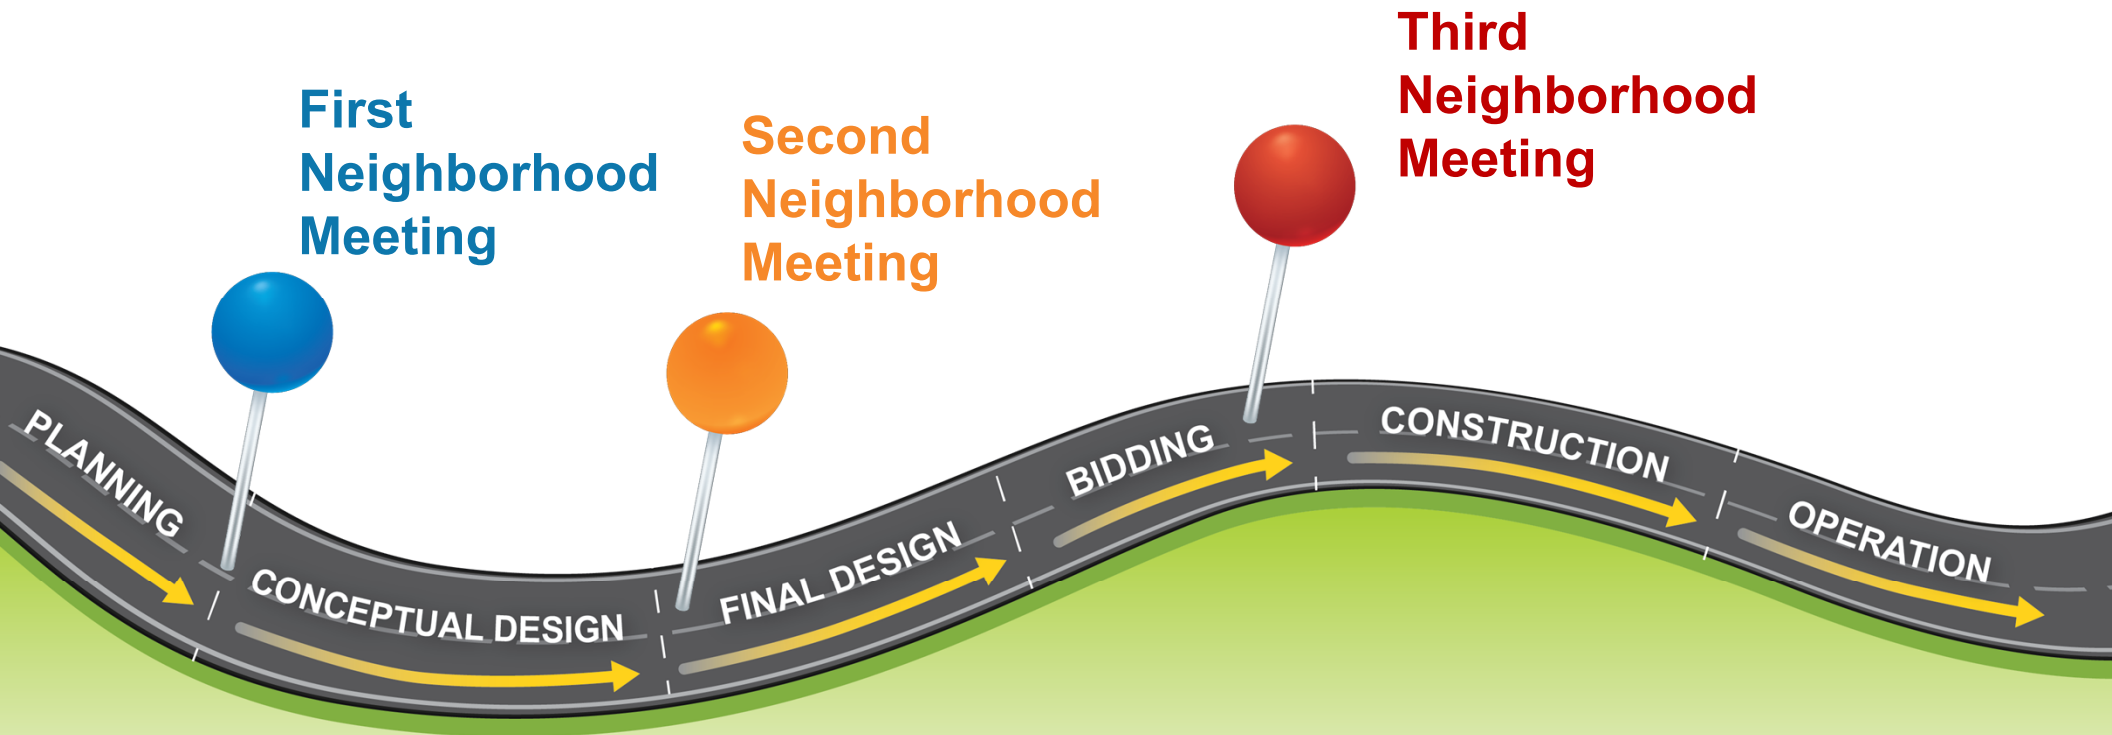 First
Neighborhood
Meeting
Second
Neighborhood
Meeting
Third
Neighborhood
Meeting
PLANNING
CONCEPTUAL DESIGN
FINAL DESIGN
BIDDING
CONSTRUCTION
OPERATION